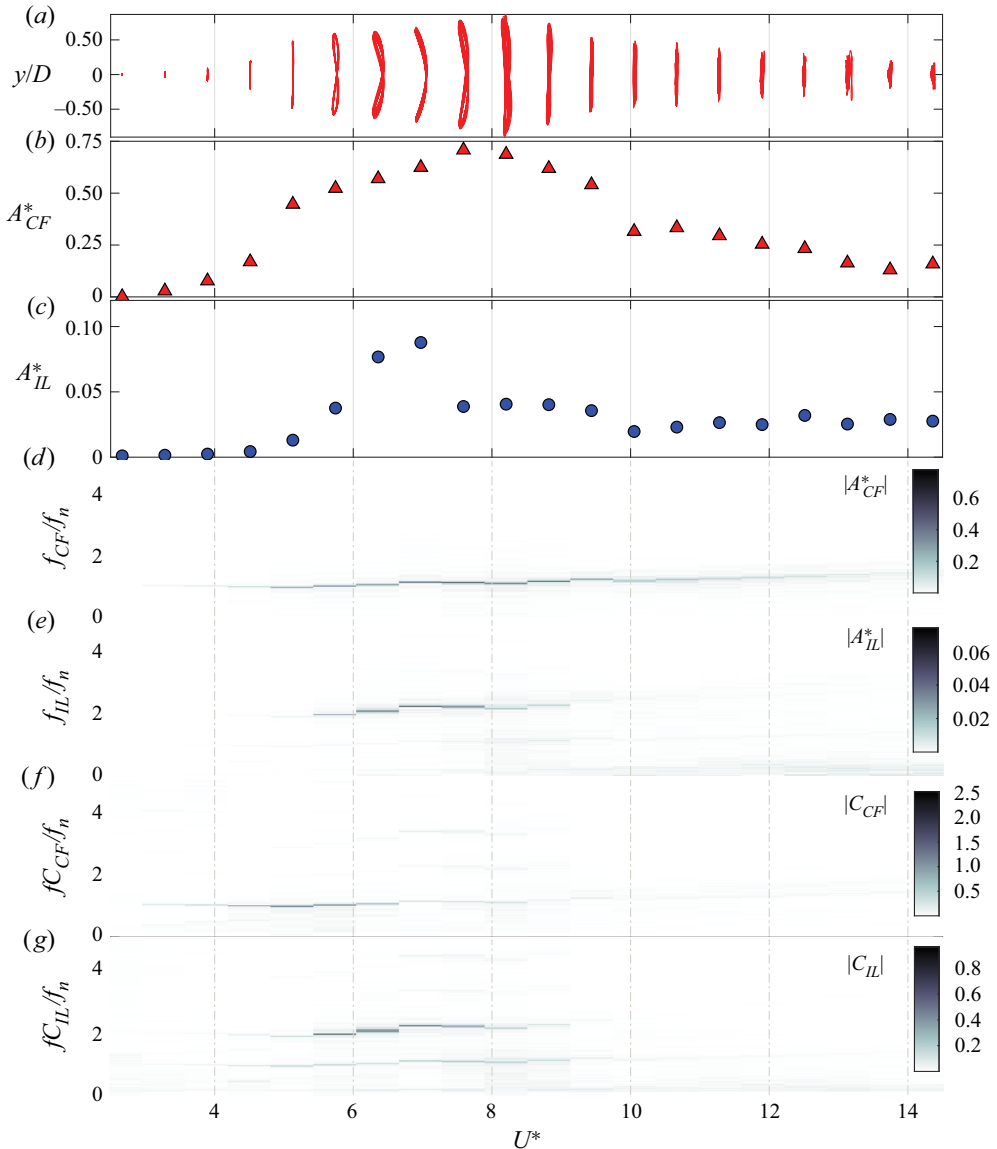 (a)
0.50
y/D 0
−0.50
(b) 0.75
0.50
A*CF
0.25
0
(c)
0.10
A*IL
0.05
0
(d)
4 |A*CF| 0.6
fCF/fn 0.4
2 0.2
0
(e)
4 |A*IL| 0.06
fIL/fn 0.04
2 0.02
0
(f)
4 |CCF| 2.5
2.0
fCCF/fn 1.5
2 1.0
0.5
0
(g)
4 |CIL| 0.8
fCIL/fn 0.6
2 0.4
0.2
0
4 6 8 10 12 14
U*